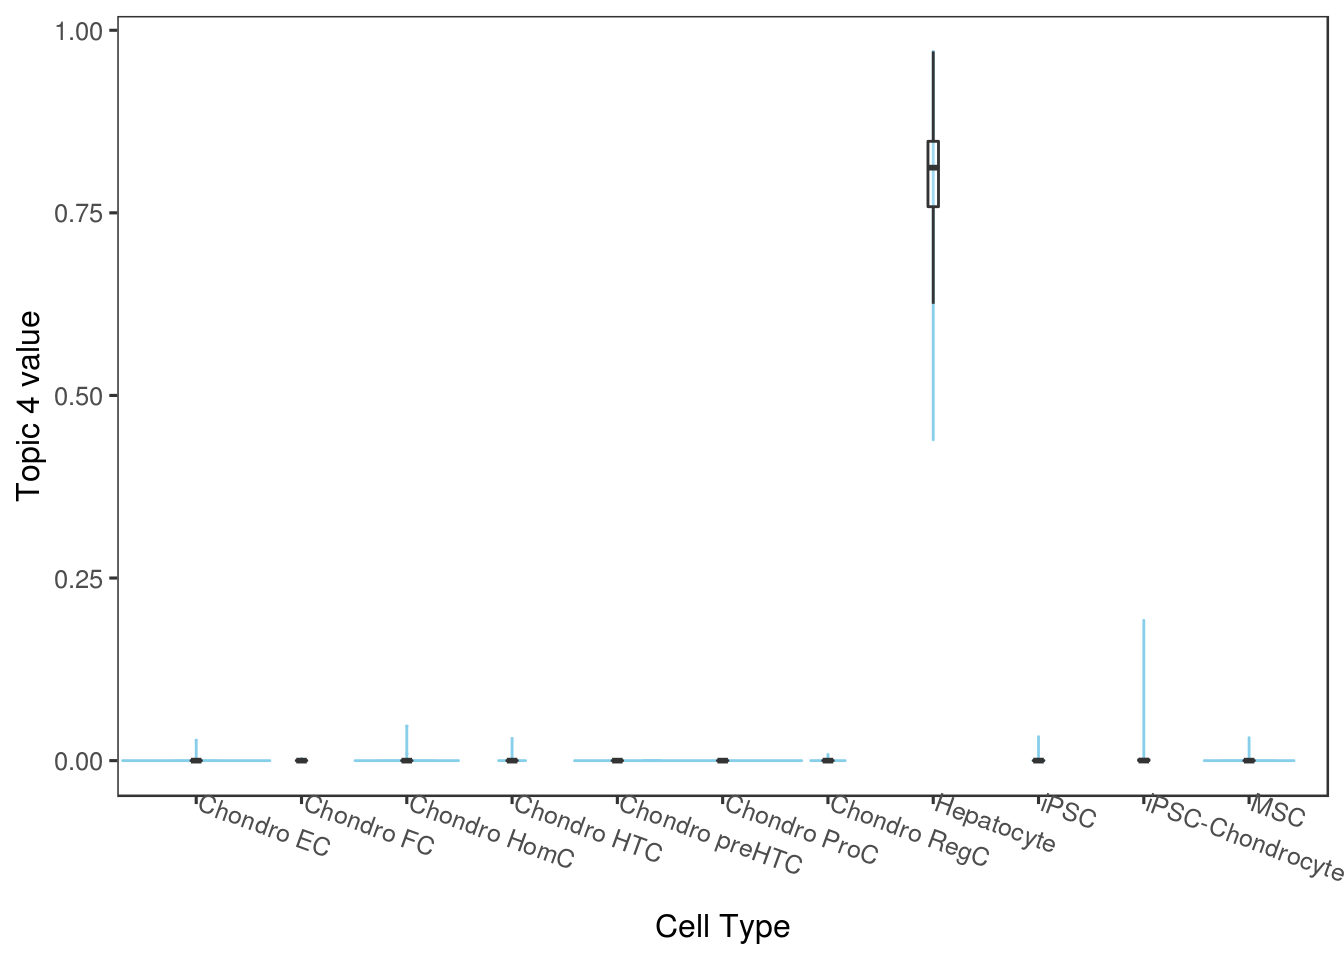 1.00
0.75
0.50
0.25
0.00
Topic 4 value
Chondro EC
Chondro FC
Chondro HomC
Chondro HTC
Chondro preHTC
Chondro ProC
Chondro RegC
Hepatocyte
iPSC
iPSC-Chondrocyte
MSC
Cell Type